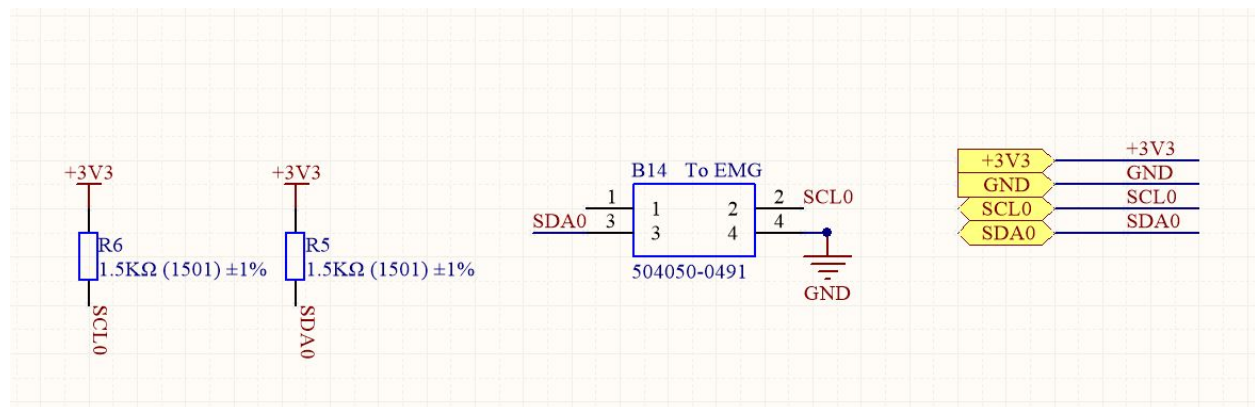 +3V3
R6
1.5KΩ (1501) ±1%
SCL0
+3V3
R5
1.5KΩ (1501) ±1%
SDA0
B14 To EMG
1 1 2 2 SCL0
SDA0 3 3 4 4
504050-0491
GND
+3V3 +3V3
GND GND
SCL0 SCL0
SDA0 SDA0